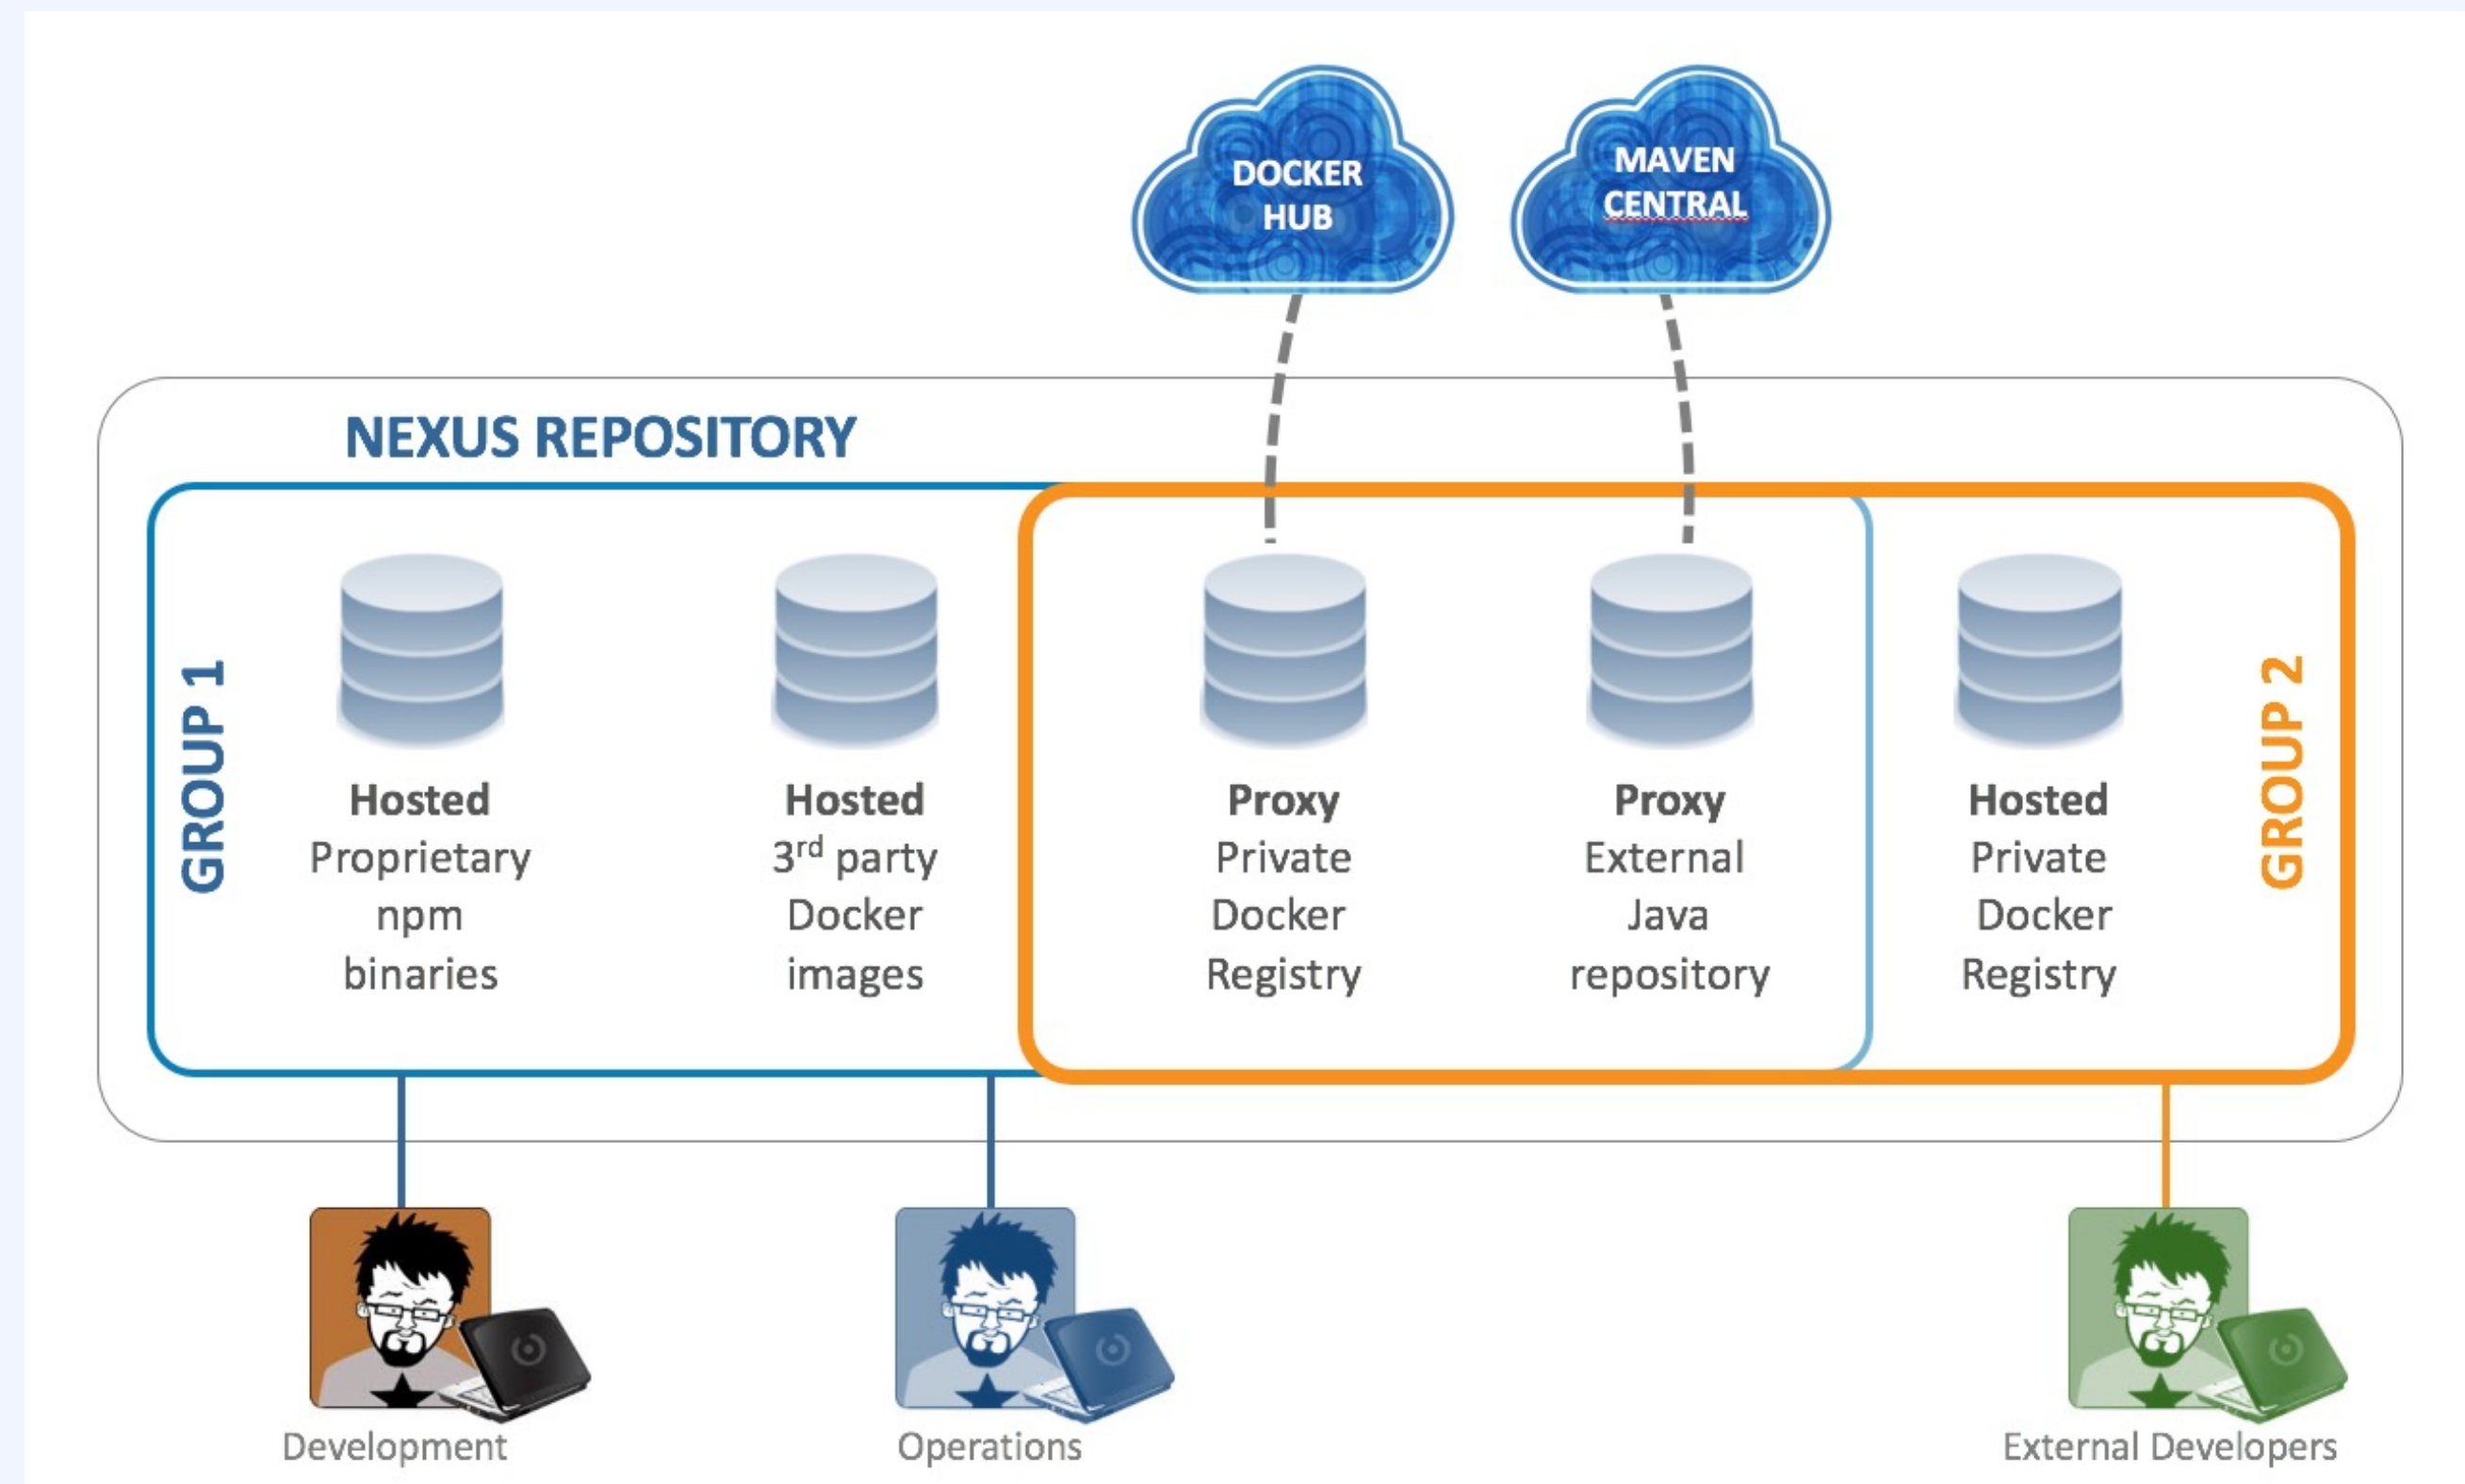 DOCKER
HUB
MAVEN
CENTRAL
NEXUS REPOSITORY
GROUP 1
Hosted
Proprietary
npm
binaries
Hosted
3rd party
Docker
images
Proxy
Private
Docker
Registry
Proxy
External
Java
repository
Hosted
Private
Docker
Registry
GROUP 2
Development
Operations
External Developers